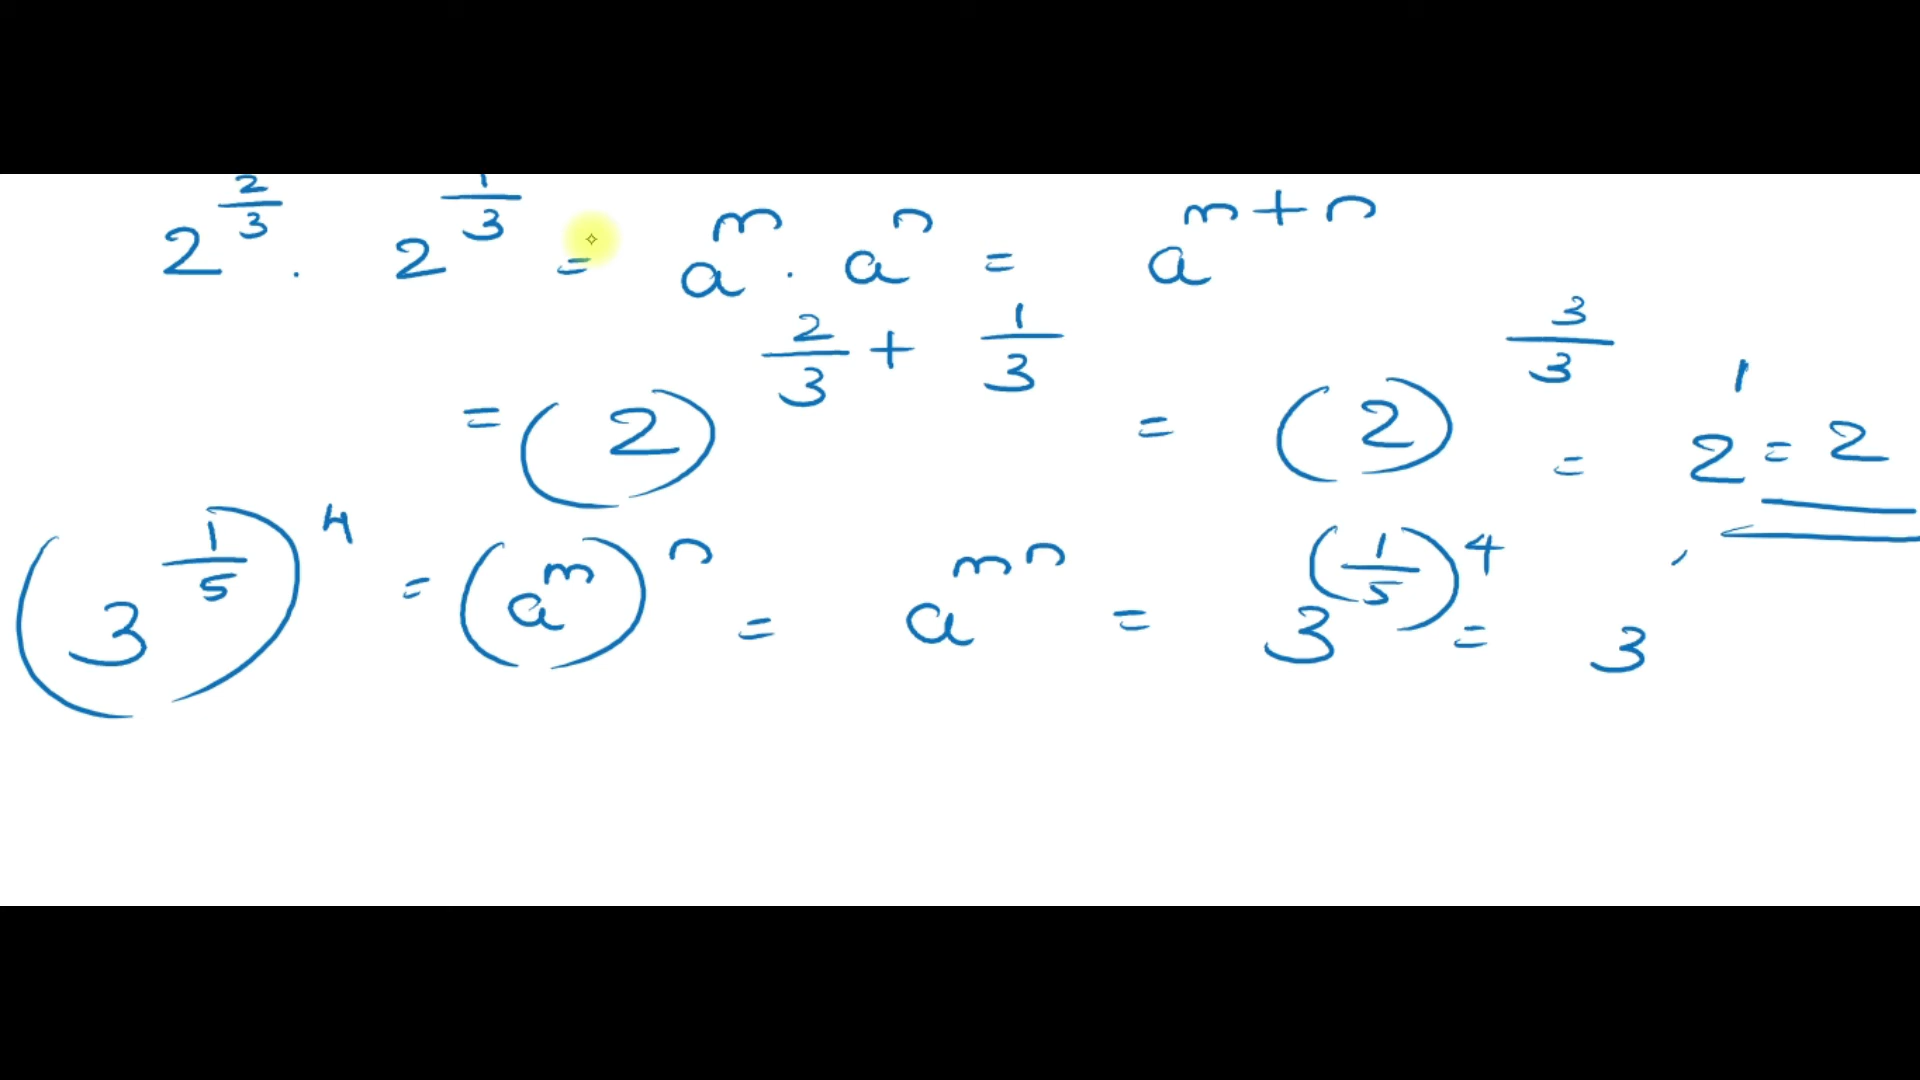 2^(2/3) . 2^(1/3) = a^m . a^n = a^(m+n)
= (2)^(2/3 + 1/3) = (2)^(3/3) = 2^1 = 2
(3^(1/5))^4 = (a^m)^n = a^(mn) = 3^((1/5)4) = 3